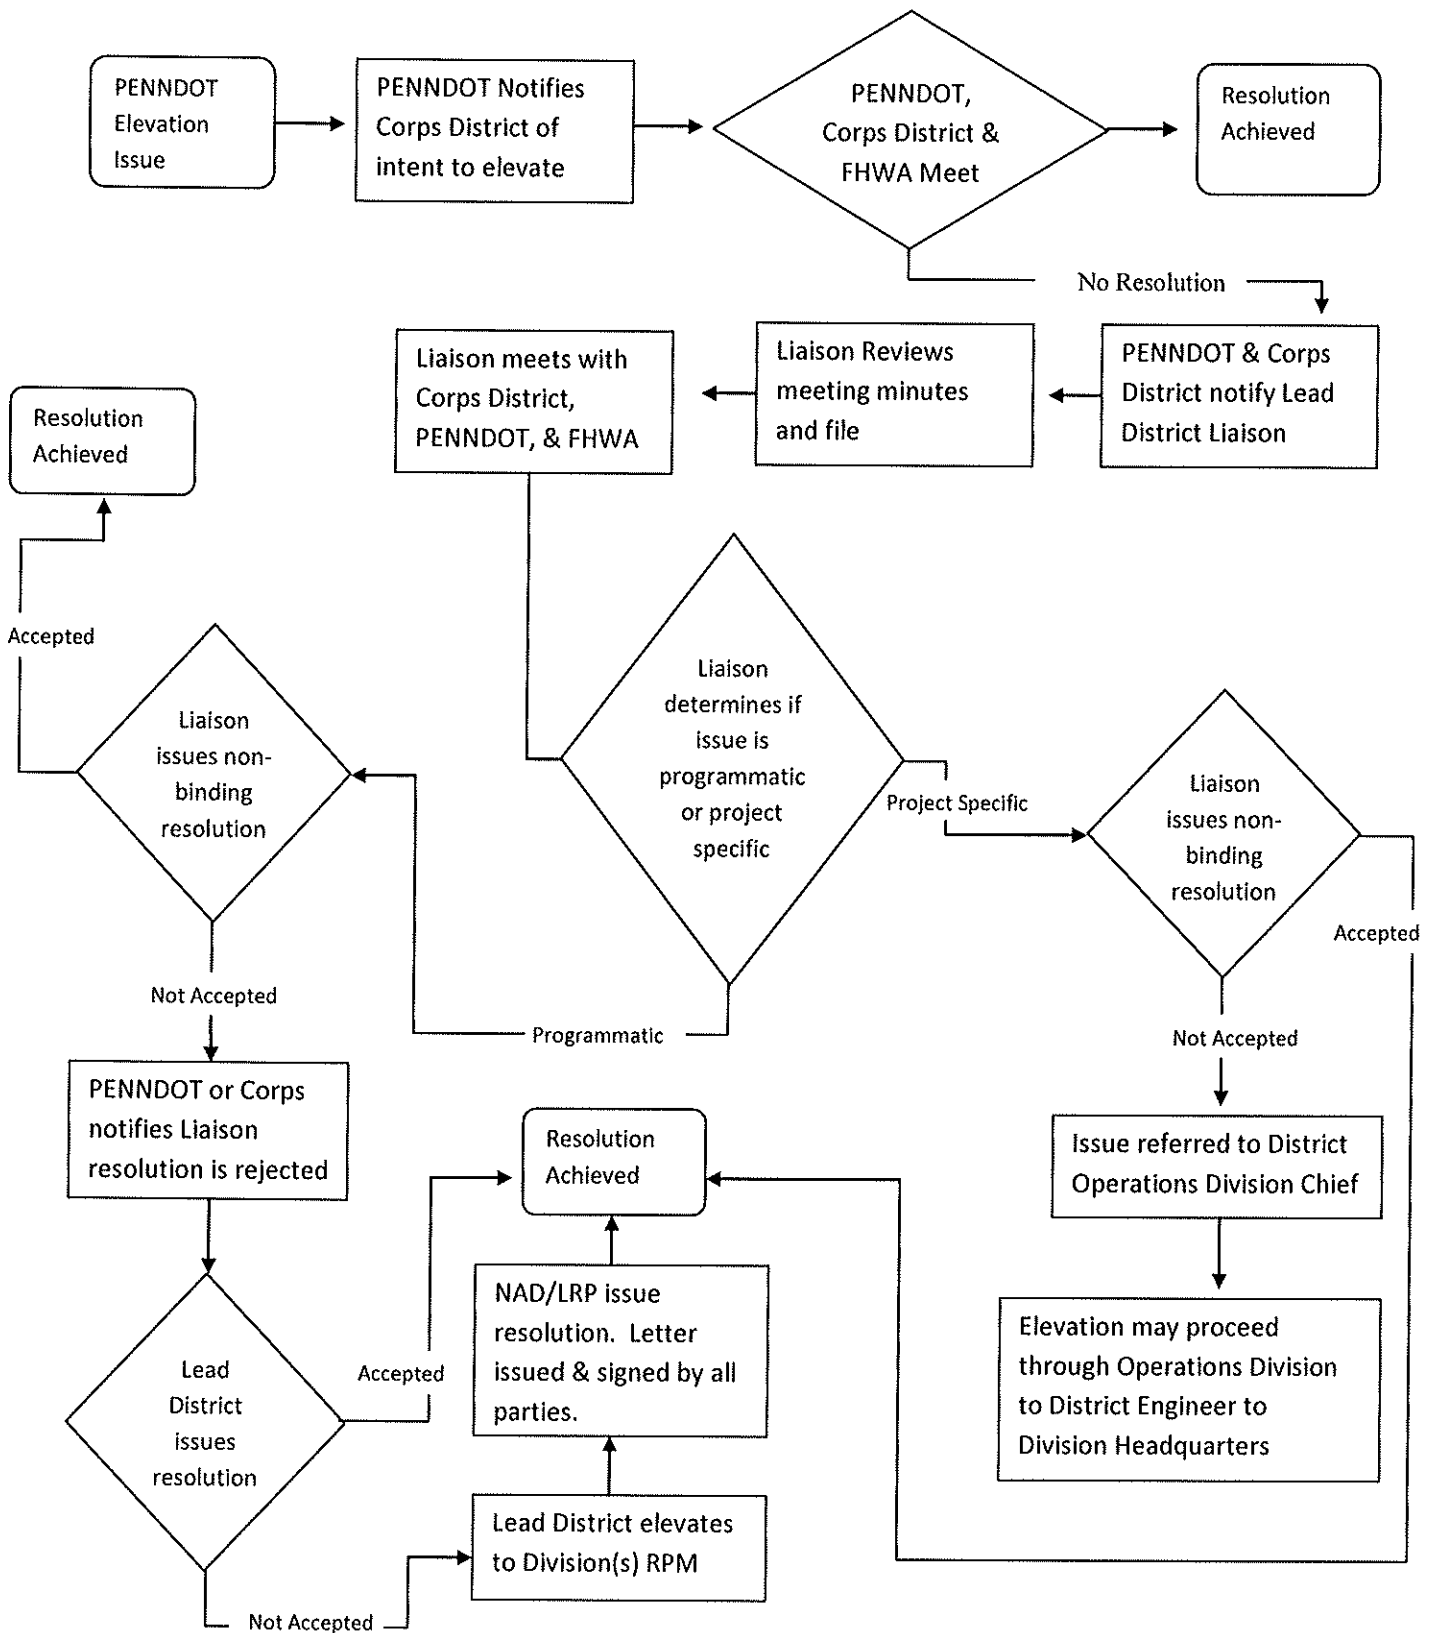 PENNDOT
Elevation
Issue
PENNDOT Notifies
Corps District of
intent to elevate
PENNDOT,
Corps District &
FHWA Meet
Resolution
Achieved
No Resolution
PENNDOT & Corps
District notify Lead
District Liaison
Liaison Reviews
meeting minutes
and file
Liaison meets with
Corps District,
PENNDOT, & FHWA
Resolution
Achieved
Accepted
Liaison
issues non-
binding
resolution
Liaison
determines if
issue is
programmatic
or project
specific
Project Specific
Liaison
issues non-
binding
resolution
Accepted
Not Accepted
Programmatic
Not Accepted
PENNDOT or Corps
notifies Liaison
resolution is rejected
Resolution
Achieved
Issue referred to District
Operations Division Chief
Lead
District
issues
resolution
Accepted
NAD/LRP issue
resolution. Letter
issued & signed by all
parties.
Elevation may proceed
through Operations Division
to District Engineer to
Division Headquarters
Lead District elevates
to Division(s) RPM
Not Accepted